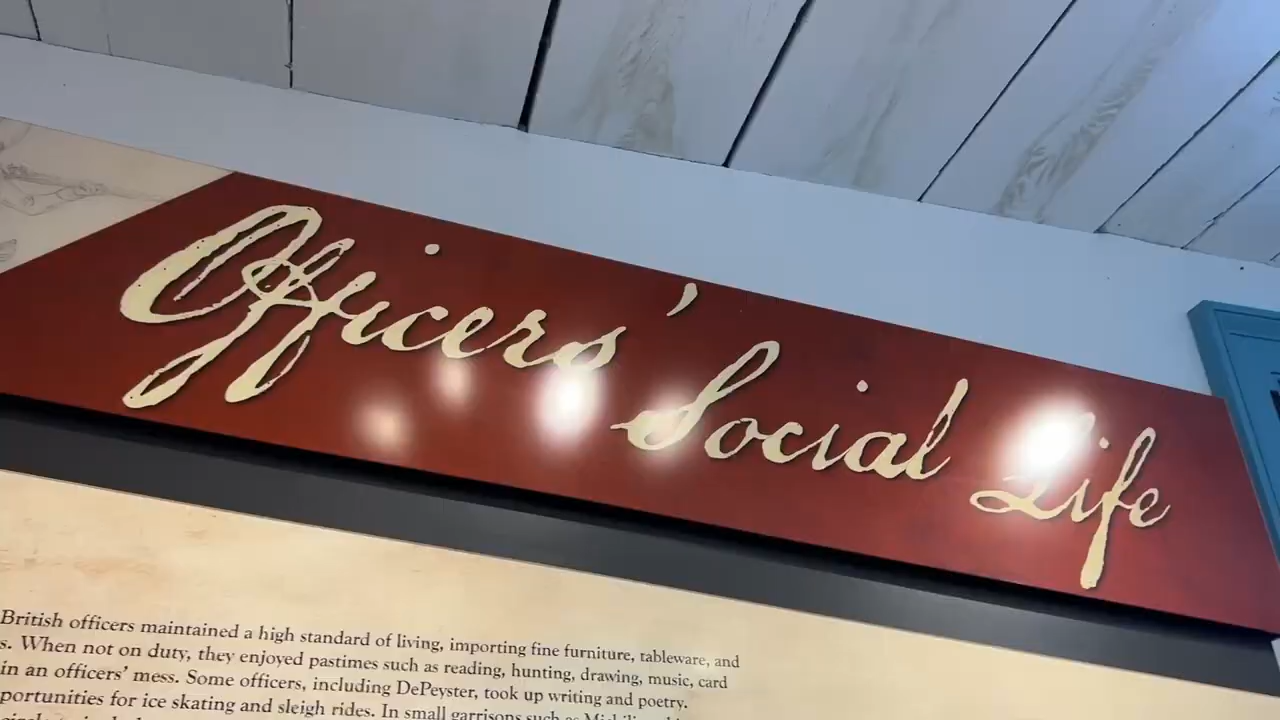 Officers' Social Life
British officers maintained a high standard of living, importing fine furniture, tableware, and
s. When not on duty, they enjoyed pastimes such as reading, hunting, drawing, music, card
in an officers' mess. Some officers, including DePeyster, took up writing and poetry.
portunities for ice skating and sleigh rides. In small garrisons such as